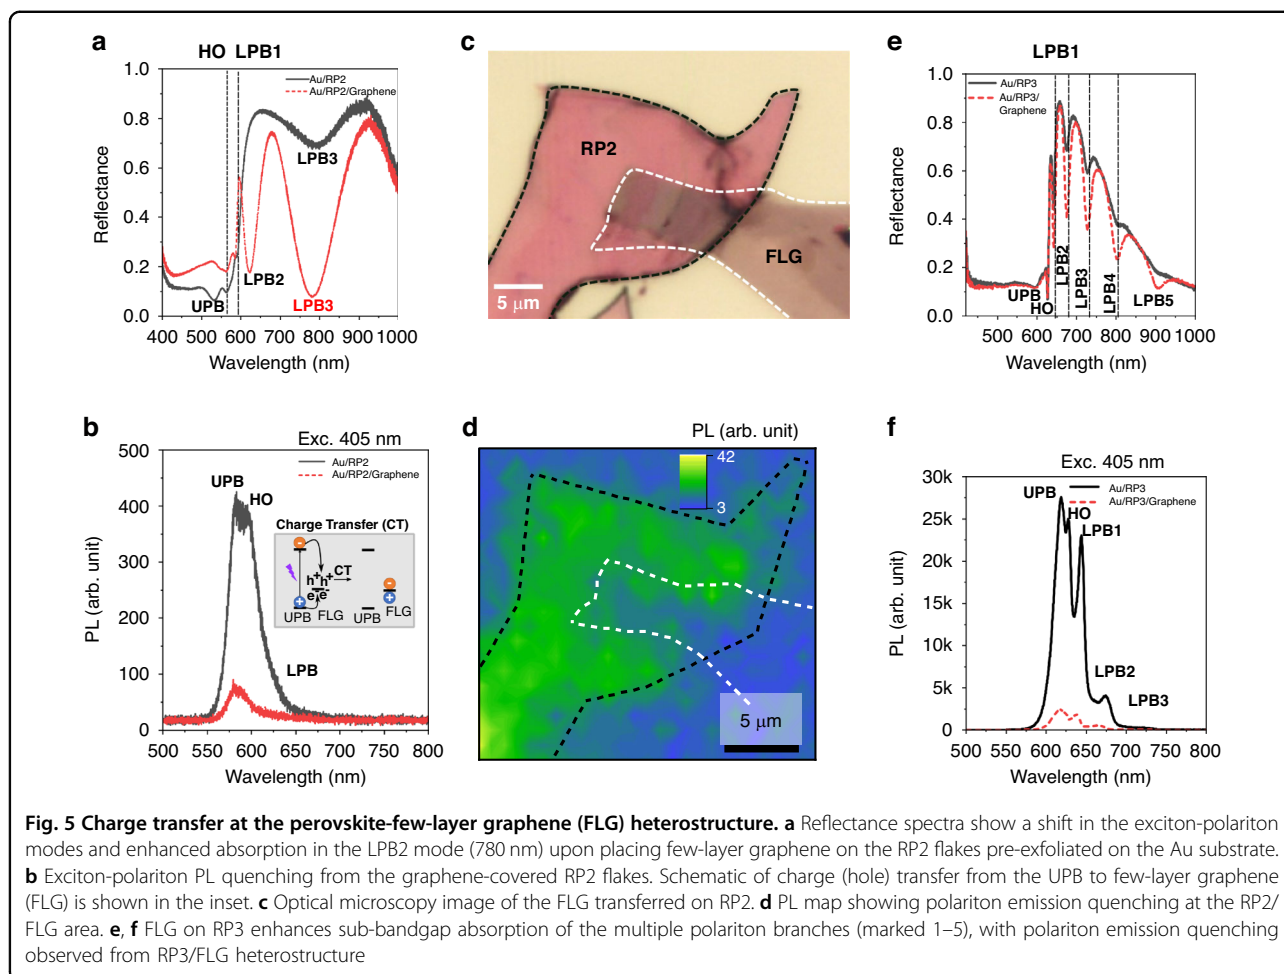 a
HO LPB1
Au/RP2
Au/RP2/Graphene
1.0
0.8
0.6
0.4
0.2
0.0
Reflectance
LPB3
LPB2
UPB
LPB3
400 500 600 700 800 900 1000
Wavelength (nm)
c
RP2
FLG
5 μm
e
LPB1
Au/RP3
Au/RP3/
Graphene
1.0
0.8
0.6
0.4
0.2
0.0
Reflectance
UPB
HO
LPB2
LPB3
LPB4
LPB5
500 600 700 800 900 1000
Wavelength (nm)
b
Exc. 405 nm
Au/RP2
Au/RP2/Graphene
500
400
300
200
100
0
PL (arb. unit)
UPB
HO
Charge Transfer (CT)
-
h+h+
CT
-
+
e-e-
+
UPB FLG UPB FLG
LPB
500 550 600 650 700 750 800
Wavelength (nm)
d
PL (arb. unit)
42
3
5 μm
f
Exc. 405 nm
Au/RP3
Au/RP3/Graphene
30k
25k
20k
15k
10k
5k
0
PL (arb. unit)
UPB
HO
LPB1
LPB2
LPB3
500 550 600 650 700 750 800
Wavelength (nm)
Fig. 5 Charge transfer at the perovskite-few-layer graphene (FLG) heterostructure. a Reflectance spectra show a shift in the exciton-polariton
modes and enhanced absorption in the LPB2 mode (780 nm) upon placing few-layer graphene on the RP2 flakes pre-exfoliated on the Au substrate.
b Exciton-polariton PL quenching from the graphene-covered RP2 flakes. Schematic of charge (hole) transfer from the UPB to few-layer graphene
(FLG) is shown in the inset. c Optical microscopy image of the FLG transferred on RP2. d PL map showing polariton emission quenching at the RP2/
FLG area. e, f FLG on RP3 enhances sub-bandgap absorption of the multiple polariton branches (marked 1–5), with polariton emission quenching
observed from RP3/FLG heterostructure